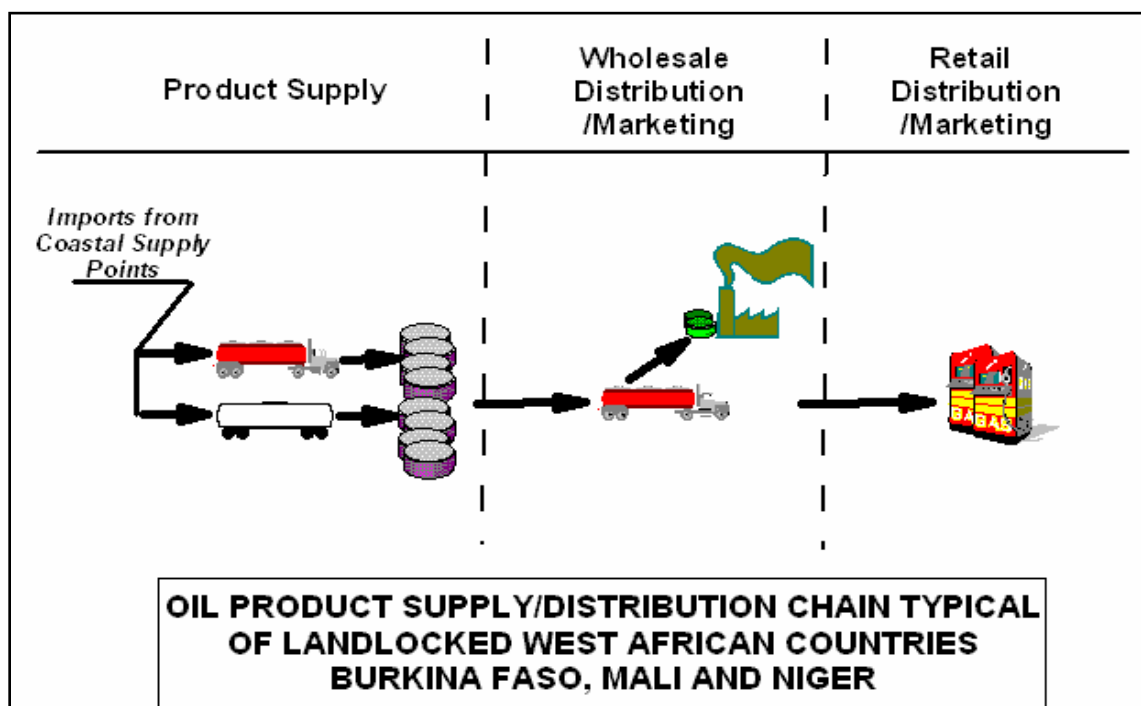 Product Supply
Wholesale
Distribution
/Marketing
Retail
Distribution
/Marketing
Imports from
Coastal Supply
Points
OIL PRODUCT SUPPLY/DISTRIBUTION CHAIN TYPICAL
OF LANDLOCKED WEST AFRICAN COUNTRIES
BURKINA FASO, MALI AND NIGER